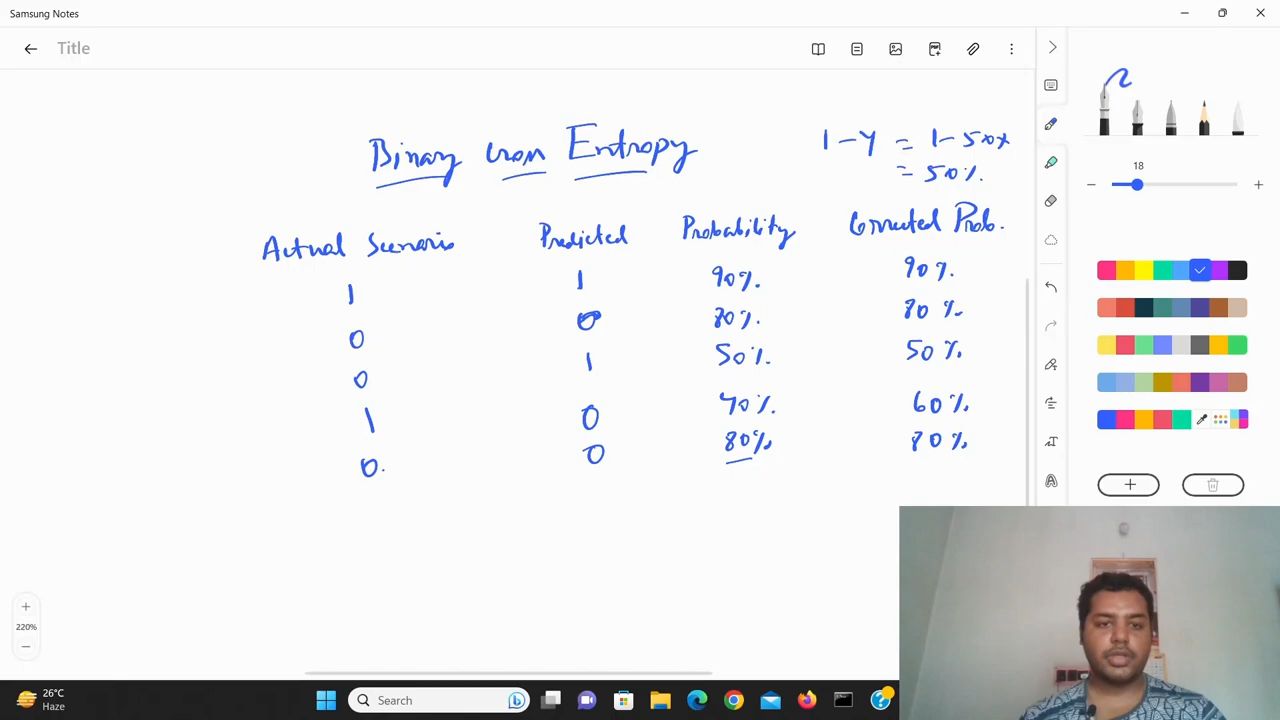 Samsung Notes
Title
Binary cross Entropy
1 - Y = 1 - 50%
= 50%.
18
Actual Scenario Predicted Probability Corrected Prob.
1 1 90%. 90%.
0 0 80%. 80%.
0 1 50%. 50%.
1 0 40%. 60%.
0. 0 80%. 80%.
220%
26°C
Haze
Search